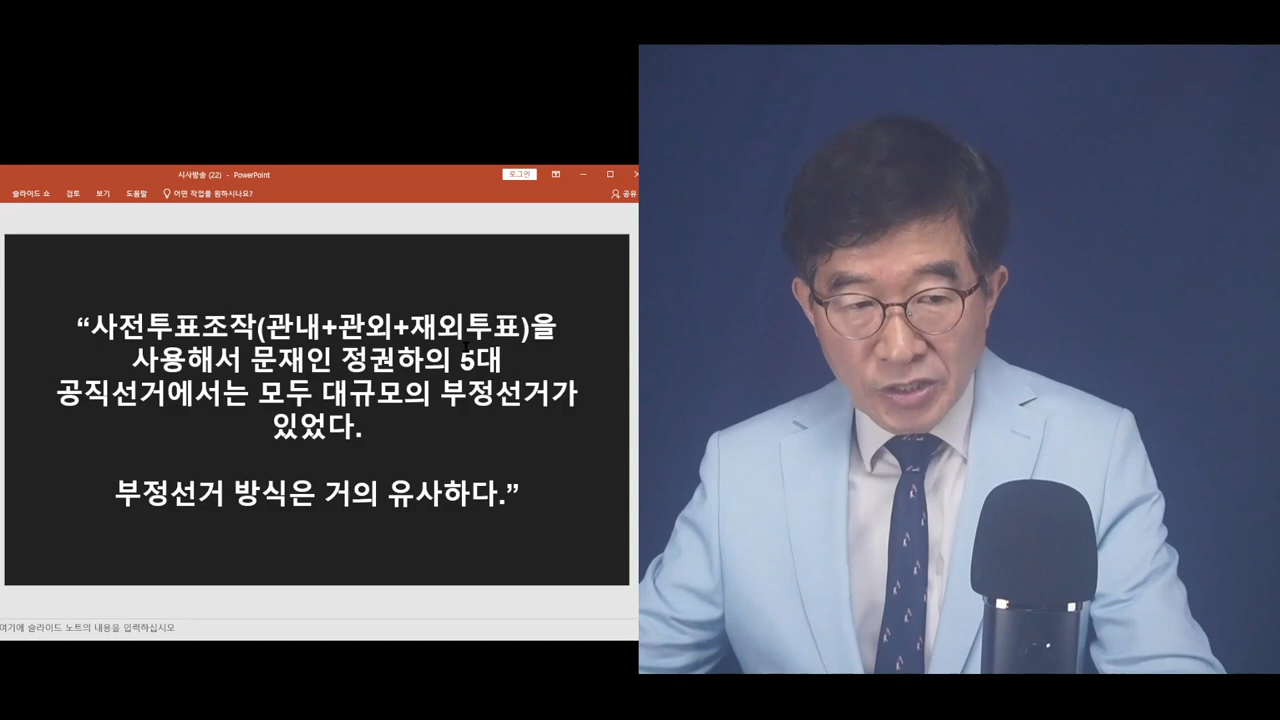 시사방송 (22) - PowerPoint
로그인
슬라이드 쇼 검토 보기 도움말 어떤 작업을 원하시나요? 공유
“사전투표조작(관내+관외+재외투표)을
사용해서 문재인 정권하의 5대
공직선거에서는 모두 대규모의 부정선거가
있었다.
부정선거 방식은 거의 유사하다.”
여기에 슬라이드 노트의 내용을 입력하십시오